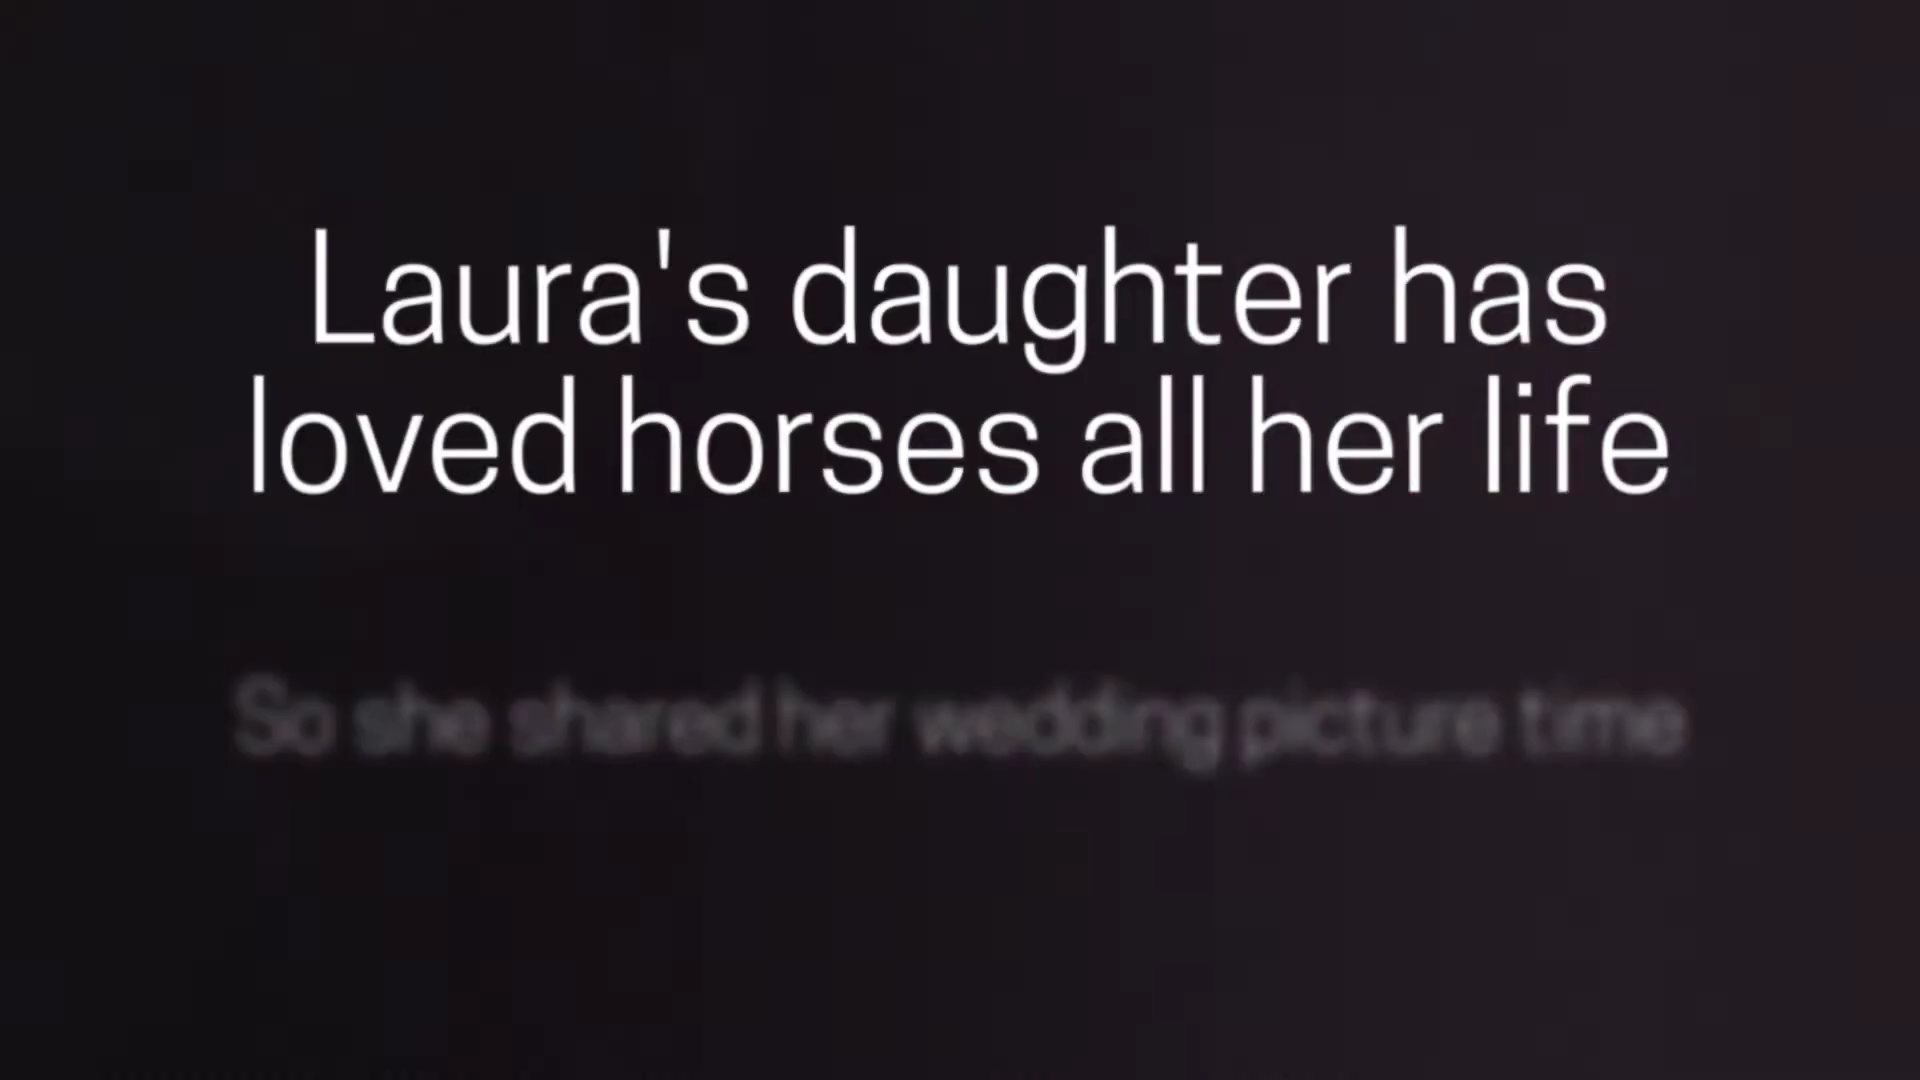 Laura's daughter has
loved horses all her life
So she shared her wedding picture time